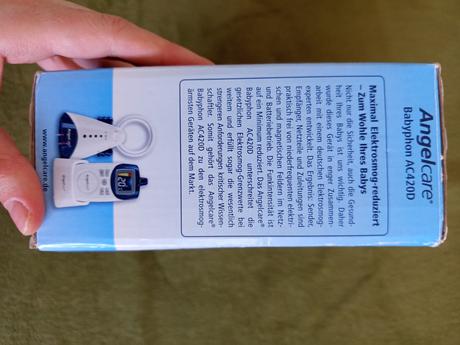 Angelcare®
Babyphon AC420D
Maximal Elektrosmog-reduziert
– Zum Wohle Ihres Babys
Nicht nur die Sicherheit, auch die Gesund-
heit Ihres Babys ist uns wichtig. Daher
wurde dieses Gerät in enger Zusammen-
arbeit mit einem deutschen Elektrosmog-
experten entwickelt. Das Ergebnis: Sender,
Empfänger, Netzteile und Zuleitungen sind
praktisch frei von niederfrequenten elektri-
schen und magnetischen Feldern im Netz-
und Batteriebetrieb. Die Funkintensität ist
auf ein Minimum reduziert. Das Angelcare®
Babyphon AC420D unterschreitet die
gesetzlichen Elektrosmog-Grenzwerte bei
weitem und erfüllt sogar die wesentlich
strengeren Anforderungen kritischer Wissen-
schaftler. Somit gehört das Angelcare®
Babyphon AC420D zu den elektrosmog-
ärmsten Geräten auf dem Markt.
www.angelcare.de